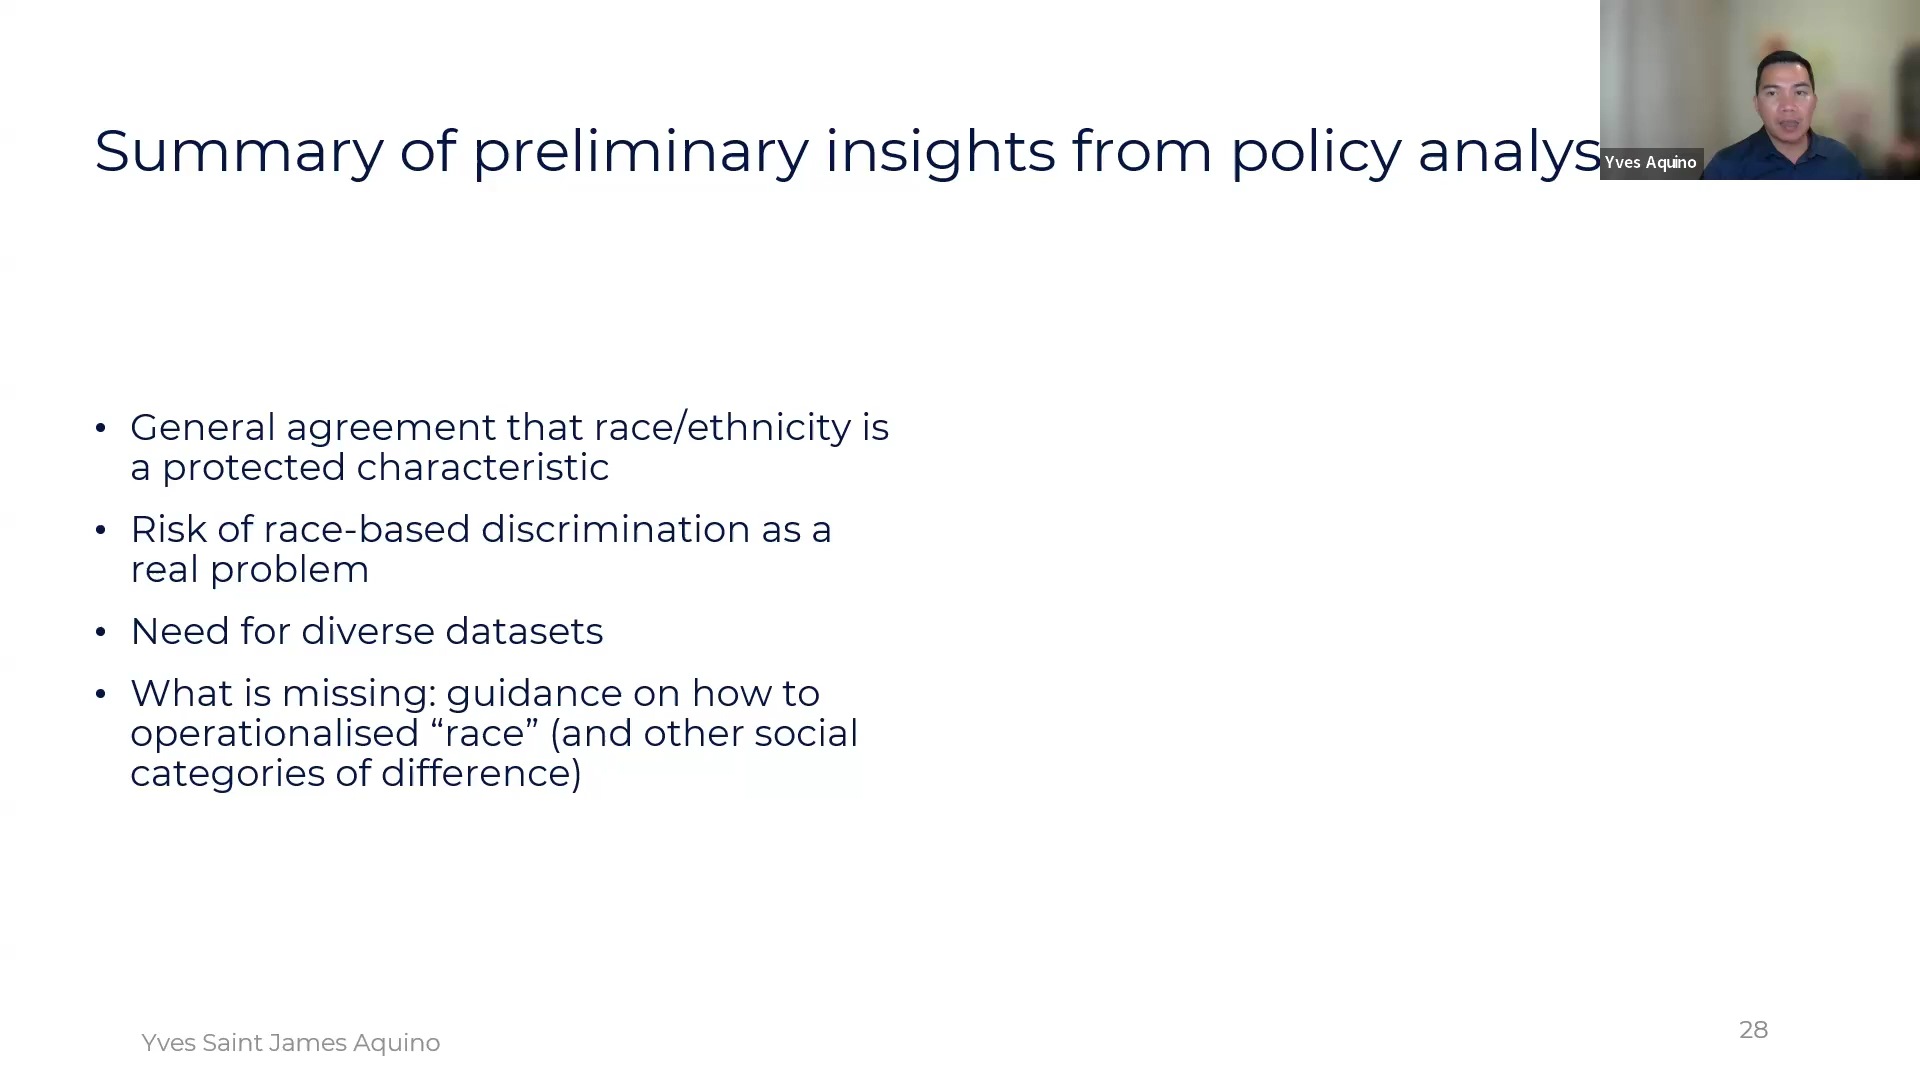 Summary of preliminary insights from policy analys
Yves Aquino
• General agreement that race/ethnicity is
a protected characteristic
• Risk of race-based discrimination as a
real problem
• Need for diverse datasets
• What is missing: guidance on how to
operationalised “race” (and other social
categories of difference)
Yves Saint James Aquino
28